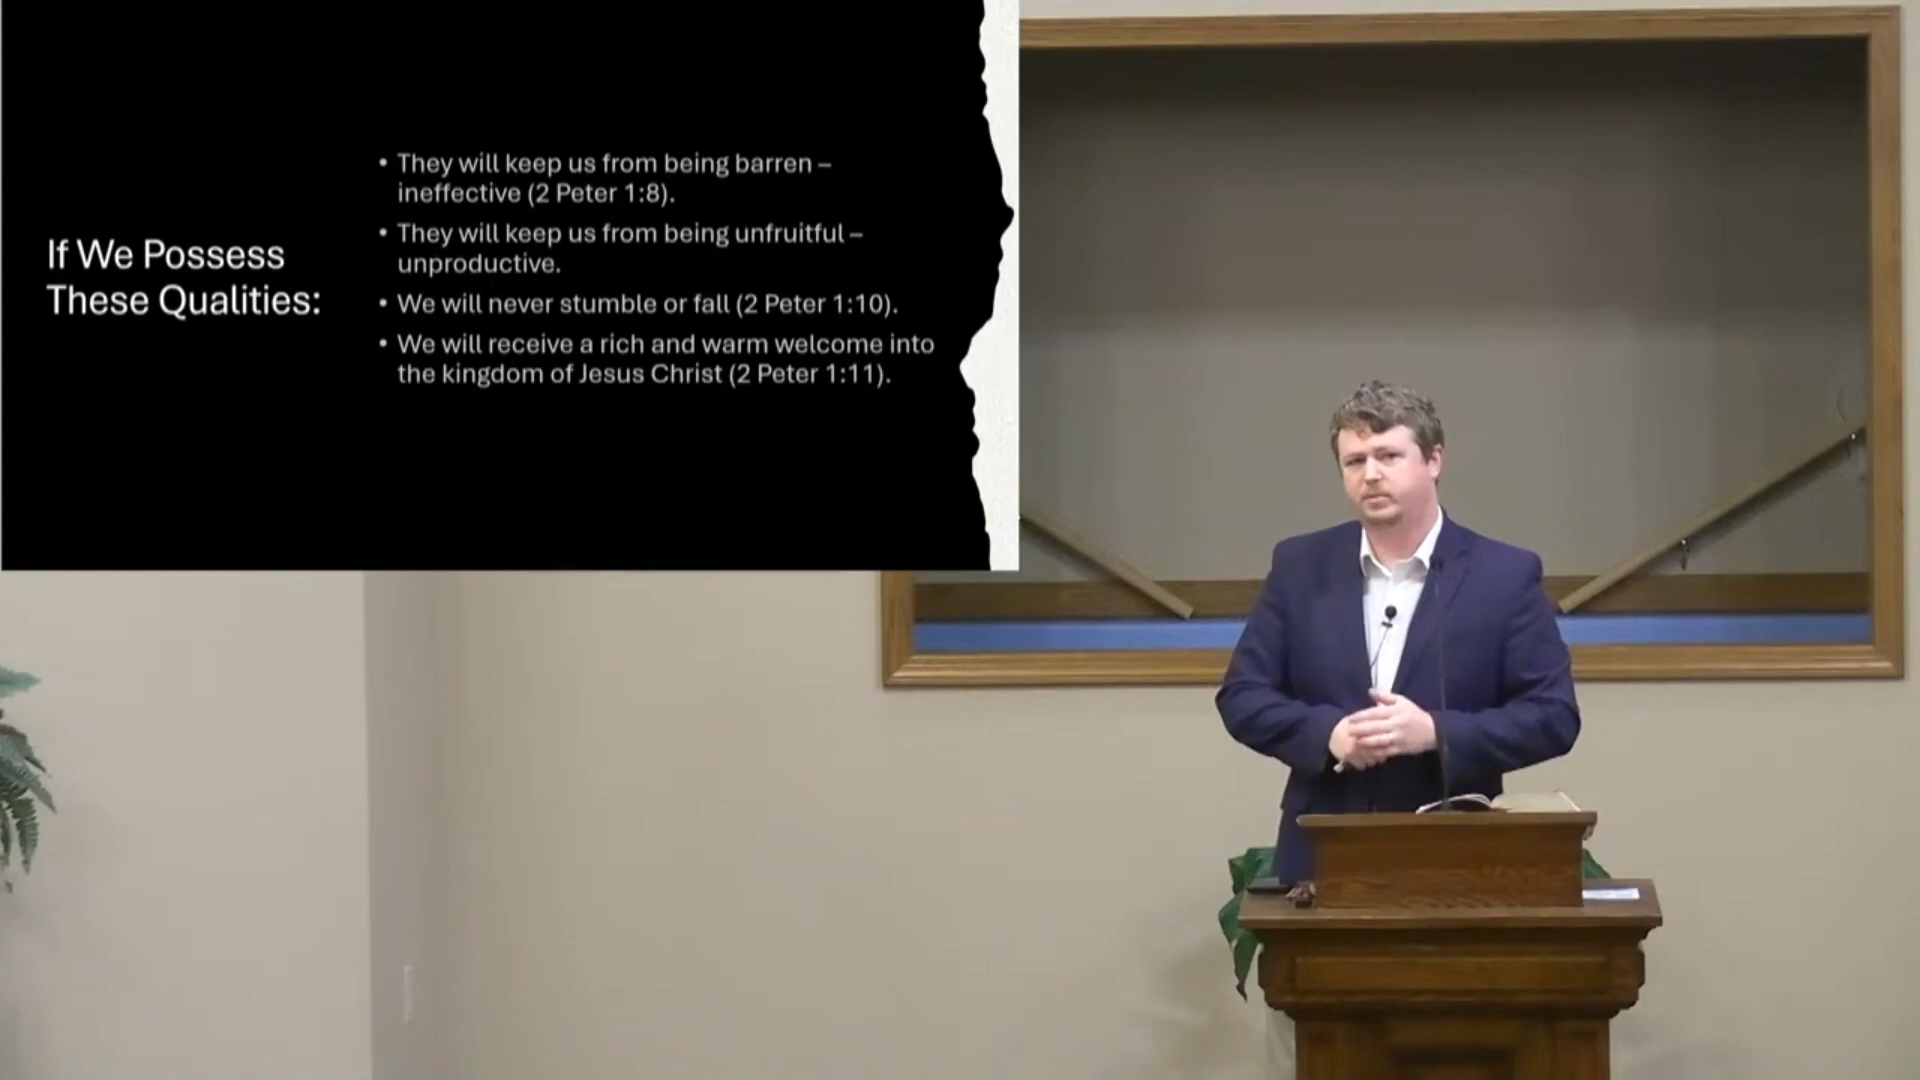 If We Possess
These Qualities:
• They will keep us from being barren –
ineffective (2 Peter 1:8).
• They will keep us from being unfruitful –
unproductive.
• We will never stumble or fall (2 Peter 1:10).
• We will receive a rich and warm welcome into
the kingdom of Jesus Christ (2 Peter 1:11).